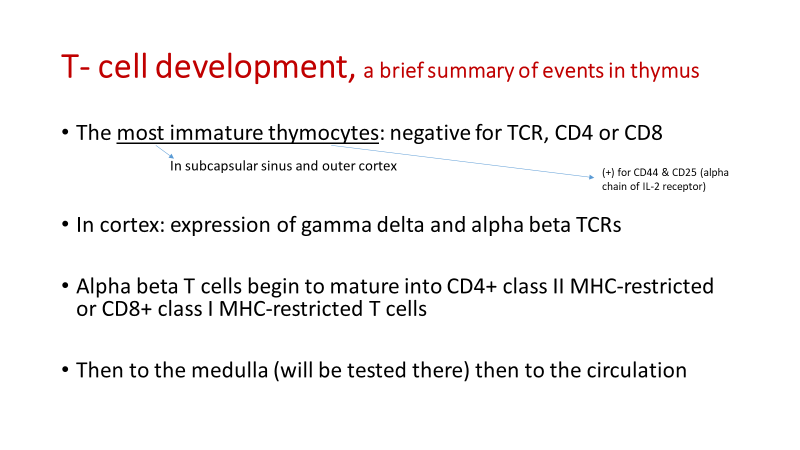 T- cell development, a brief summary of events in thymus
• The most immature thymocytes: negative for TCR, CD4 or CD8
In subcapsular sinus and outer cortex
(+) for CD44 & CD25 (alpha
chain of IL-2 receptor)
• In cortex: expression of gamma delta and alpha beta TCRs
• Alpha beta T cells begin to mature into CD4+ class II MHC-restricted
or CD8+ class I MHC-restricted T cells
• Then to the medulla (will be tested there) then to the circulation